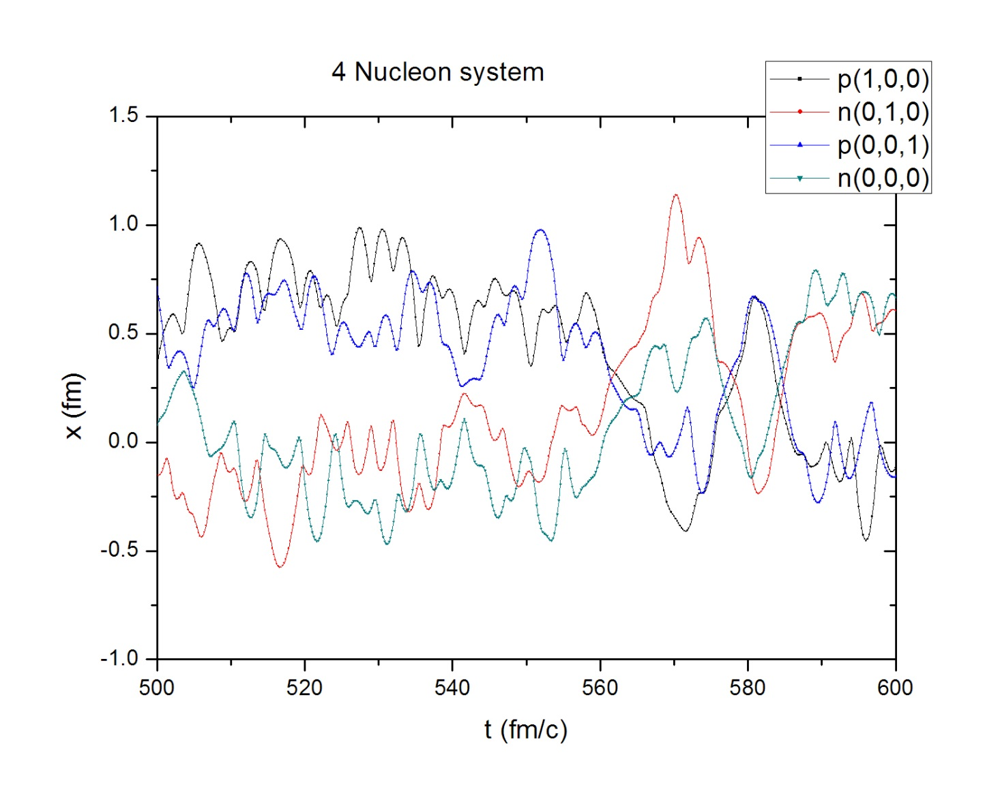 4 Nucleon system
p(1,0,0)
n(0,1,0)
p(0,0,1)
n(0,0,0)
1.5
1.0
0.5
0.0
-0.5
-1.0
x (fm)
500 520 540 560 580 600
t (fm/c)